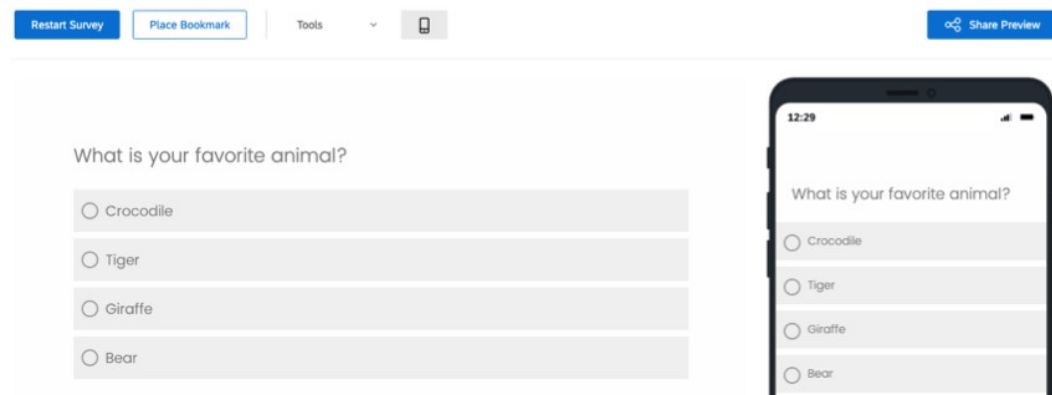 Restart Survey
Place Bookmark
Tools
Share Preview
What is your favorite animal?
Crocodile
Tiger
Giraffe
Bear
12:29
What is your favorite animal?
Crocodile
Tiger
Giraffe
Bear